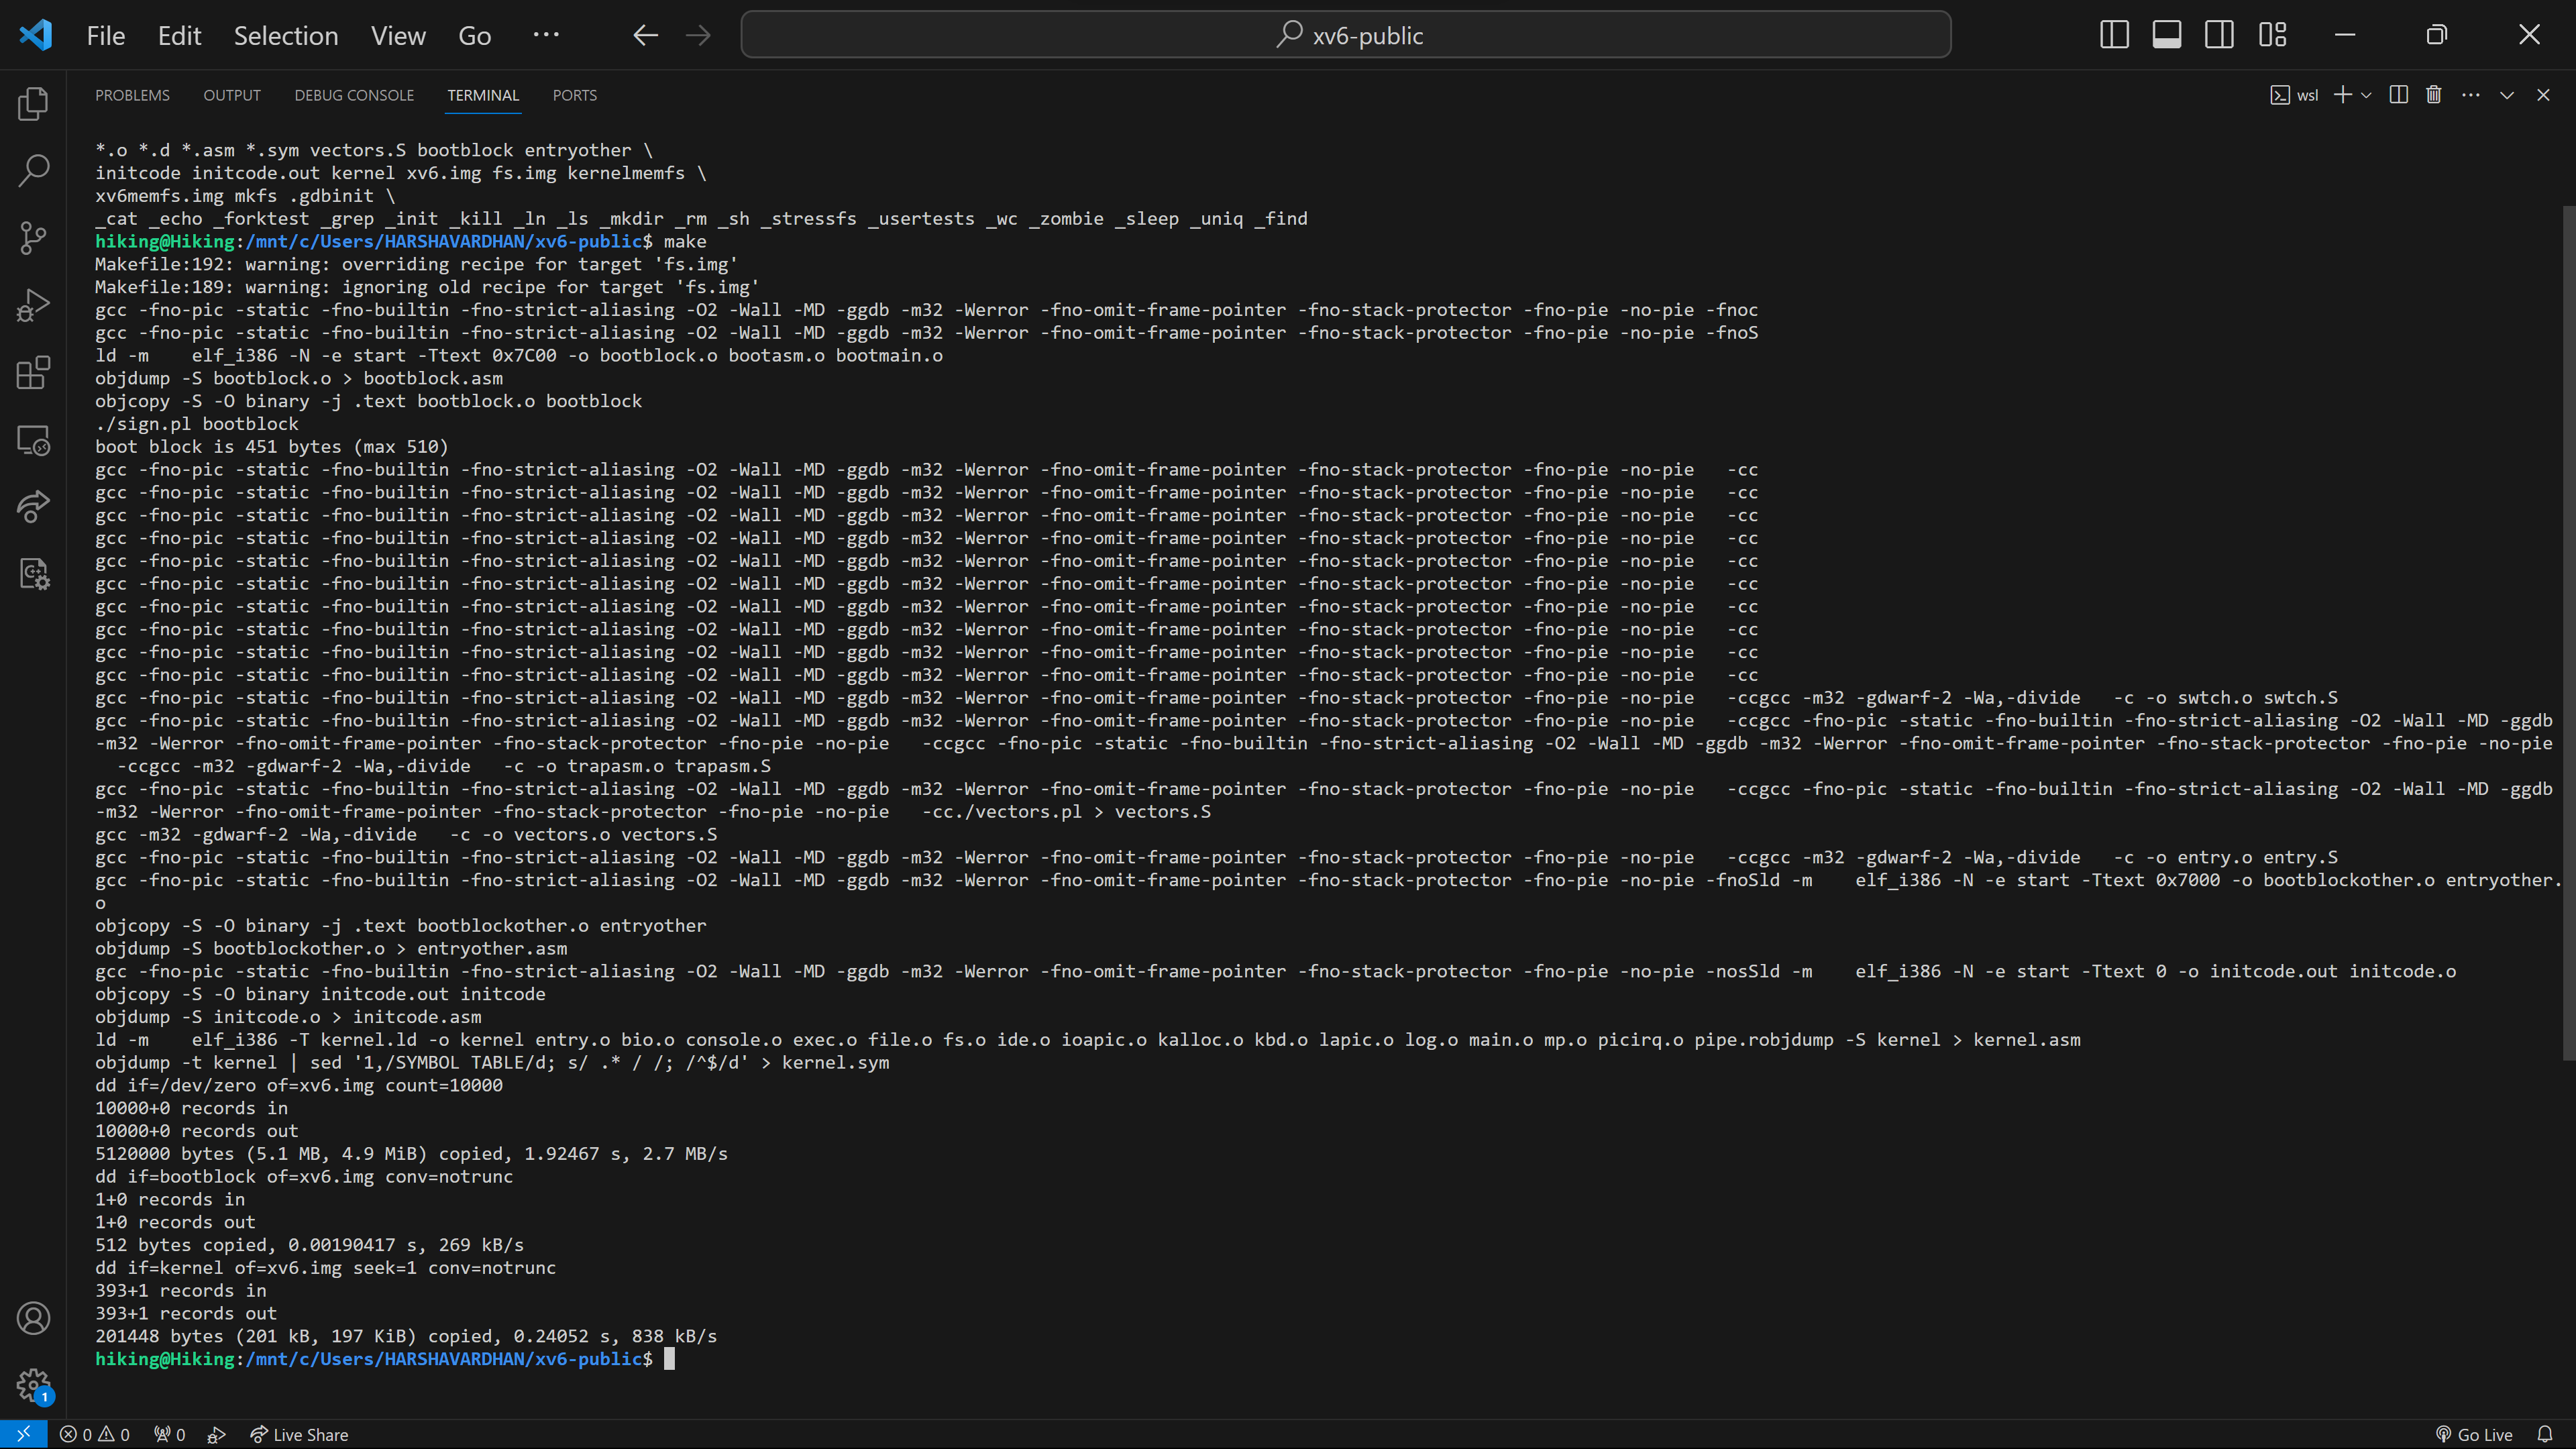 File Edit Selection View Go ··· xv6-public
PROBLEMS OUTPUT DEBUG CONSOLE TERMINAL PORTS wsl
*.o *.d *.asm *.sym vectors.S bootblock entryother \
initcode initcode.out kernel xv6.img fs.img kernelmemfs \
xv6memfs.img mkfs .gdbinit \
_cat _echo _forktest _grep _init _kill _ln _ls _mkdir _rm _sh _stressfs _usertests _wc _zombie _sleep _uniq _find
hiking@Hiking:/mnt/c/Users/HARSHAVARDHAN/xv6-public$ make
Makefile:192: warning: overriding recipe for target 'fs.img'
Makefile:189: warning: ignoring old recipe for target 'fs.img'
gcc -fno-pic -static -fno-builtin -fno-strict-aliasing -O2 -Wall -MD -ggdb -m32 -Werror -fno-omit-frame-pointer -fno-stack-protector -fno-pie -no-pie -fnoc
gcc -fno-pic -static -fno-builtin -fno-strict-aliasing -O2 -Wall -MD -ggdb -m32 -Werror -fno-omit-frame-pointer -fno-stack-protector -fno-pie -no-pie -fnoS
ld -m    elf_i386 -N -e start -Ttext 0x7C00 -o bootblock.o bootasm.o bootmain.o
objdump -S bootblock.o > bootblock.asm
objcopy -S -O binary -j .text bootblock.o bootblock
./sign.pl bootblock
boot block is 451 bytes (max 510)
gcc -fno-pic -static -fno-builtin -fno-strict-aliasing -O2 -Wall -MD -ggdb -m32 -Werror -fno-omit-frame-pointer -fno-stack-protector -fno-pie -no-pie   -cc
gcc -fno-pic -static -fno-builtin -fno-strict-aliasing -O2 -Wall -MD -ggdb -m32 -Werror -fno-omit-frame-pointer -fno-stack-protector -fno-pie -no-pie   -cc
gcc -fno-pic -static -fno-builtin -fno-strict-aliasing -O2 -Wall -MD -ggdb -m32 -Werror -fno-omit-frame-pointer -fno-stack-protector -fno-pie -no-pie   -cc
gcc -fno-pic -static -fno-builtin -fno-strict-aliasing -O2 -Wall -MD -ggdb -m32 -Werror -fno-omit-frame-pointer -fno-stack-protector -fno-pie -no-pie   -cc
gcc -fno-pic -static -fno-builtin -fno-strict-aliasing -O2 -Wall -MD -ggdb -m32 -Werror -fno-omit-frame-pointer -fno-stack-protector -fno-pie -no-pie   -cc
gcc -fno-pic -static -fno-builtin -fno-strict-aliasing -O2 -Wall -MD -ggdb -m32 -Werror -fno-omit-frame-pointer -fno-stack-protector -fno-pie -no-pie   -cc
gcc -fno-pic -static -fno-builtin -fno-strict-aliasing -O2 -Wall -MD -ggdb -m32 -Werror -fno-omit-frame-pointer -fno-stack-protector -fno-pie -no-pie   -cc
gcc -fno-pic -static -fno-builtin -fno-strict-aliasing -O2 -Wall -MD -ggdb -m32 -Werror -fno-omit-frame-pointer -fno-stack-protector -fno-pie -no-pie   -cc
gcc -fno-pic -static -fno-builtin -fno-strict-aliasing -O2 -Wall -MD -ggdb -m32 -Werror -fno-omit-frame-pointer -fno-stack-protector -fno-pie -no-pie   -cc
gcc -fno-pic -static -fno-builtin -fno-strict-aliasing -O2 -Wall -MD -ggdb -m32 -Werror -fno-omit-frame-pointer -fno-stack-protector -fno-pie -no-pie   -cc
gcc -fno-pic -static -fno-builtin -fno-strict-aliasing -O2 -Wall -MD -ggdb -m32 -Werror -fno-omit-frame-pointer -fno-stack-protector -fno-pie -no-pie   -ccgcc -m32 -gdwarf-2 -Wa,-divide   -c -o swtch.o swtch.S
gcc -fno-pic -static -fno-builtin -fno-strict-aliasing -O2 -Wall -MD -ggdb -m32 -Werror -fno-omit-frame-pointer -fno-stack-protector -fno-pie -no-pie   -ccgcc -fno-pic -static -fno-builtin -fno-strict-aliasing -O2 -Wall -MD -ggdb
-m32 -Werror -fno-omit-frame-pointer -fno-stack-protector -fno-pie -no-pie   -ccgcc -fno-pic -static -fno-builtin -fno-strict-aliasing -O2 -Wall -MD -ggdb -m32 -Werror -fno-omit-frame-pointer -fno-stack-protector -fno-pie -no-pie
  -ccgcc -m32 -gdwarf-2 -Wa,-divide   -c -o trapasm.o trapasm.S
gcc -fno-pic -static -fno-builtin -fno-strict-aliasing -O2 -Wall -MD -ggdb -m32 -Werror -fno-omit-frame-pointer -fno-stack-protector -fno-pie -no-pie   -ccgcc -fno-pic -static -fno-builtin -fno-strict-aliasing -O2 -Wall -MD -ggdb
-m32 -Werror -fno-omit-frame-pointer -fno-stack-protector -fno-pie -no-pie   -cc./vectors.pl > vectors.S
gcc -m32 -gdwarf-2 -Wa,-divide   -c -o vectors.o vectors.S
gcc -fno-pic -static -fno-builtin -fno-strict-aliasing -O2 -Wall -MD -ggdb -m32 -Werror -fno-omit-frame-pointer -fno-stack-protector -fno-pie -no-pie   -ccgcc -m32 -gdwarf-2 -Wa,-divide   -c -o entry.o entry.S
gcc -fno-pic -static -fno-builtin -fno-strict-aliasing -O2 -Wall -MD -ggdb -m32 -Werror -fno-omit-frame-pointer -fno-stack-protector -fno-pie -no-pie -fnoSld -m    elf_i386 -N -e start -Ttext 0x7000 -o bootblockother.o entryother.
o
objcopy -S -O binary -j .text bootblockother.o entryother
objdump -S bootblockother.o > entryother.asm
gcc -fno-pic -static -fno-builtin -fno-strict-aliasing -O2 -Wall -MD -ggdb -m32 -Werror -fno-omit-frame-pointer -fno-stack-protector -fno-pie -no-pie -nosSld -m    elf_i386 -N -e start -Ttext 0 -o initcode.out initcode.o
objcopy -S -O binary initcode.out initcode
objdump -S initcode.o > initcode.asm
ld -m    elf_i386 -T kernel.ld -o kernel entry.o bio.o console.o exec.o file.o fs.o ide.o ioapic.o kalloc.o kbd.o lapic.o log.o main.o mp.o picirq.o pipe.robjdump -S kernel > kernel.asm
objdump -t kernel | sed '1,/SYMBOL TABLE/d; s/ .* / /; /^$/d' > kernel.sym
dd if=/dev/zero of=xv6.img count=10000
10000+0 records in
10000+0 records out
5120000 bytes (5.1 MB, 4.9 MiB) copied, 1.92467 s, 2.7 MB/s
dd if=bootblock of=xv6.img conv=notrunc
1+0 records in
1+0 records out
512 bytes copied, 0.00190417 s, 269 kB/s
dd if=kernel of=xv6.img seek=1 conv=notrunc
393+1 records in
393+1 records out
201448 bytes (201 kB, 197 KiB) copied, 0.24052 s, 838 kB/s
hiking@Hiking:/mnt/c/Users/HARSHAVARDHAN/xv6-public$
1
0 0 0 Live Share Go Live